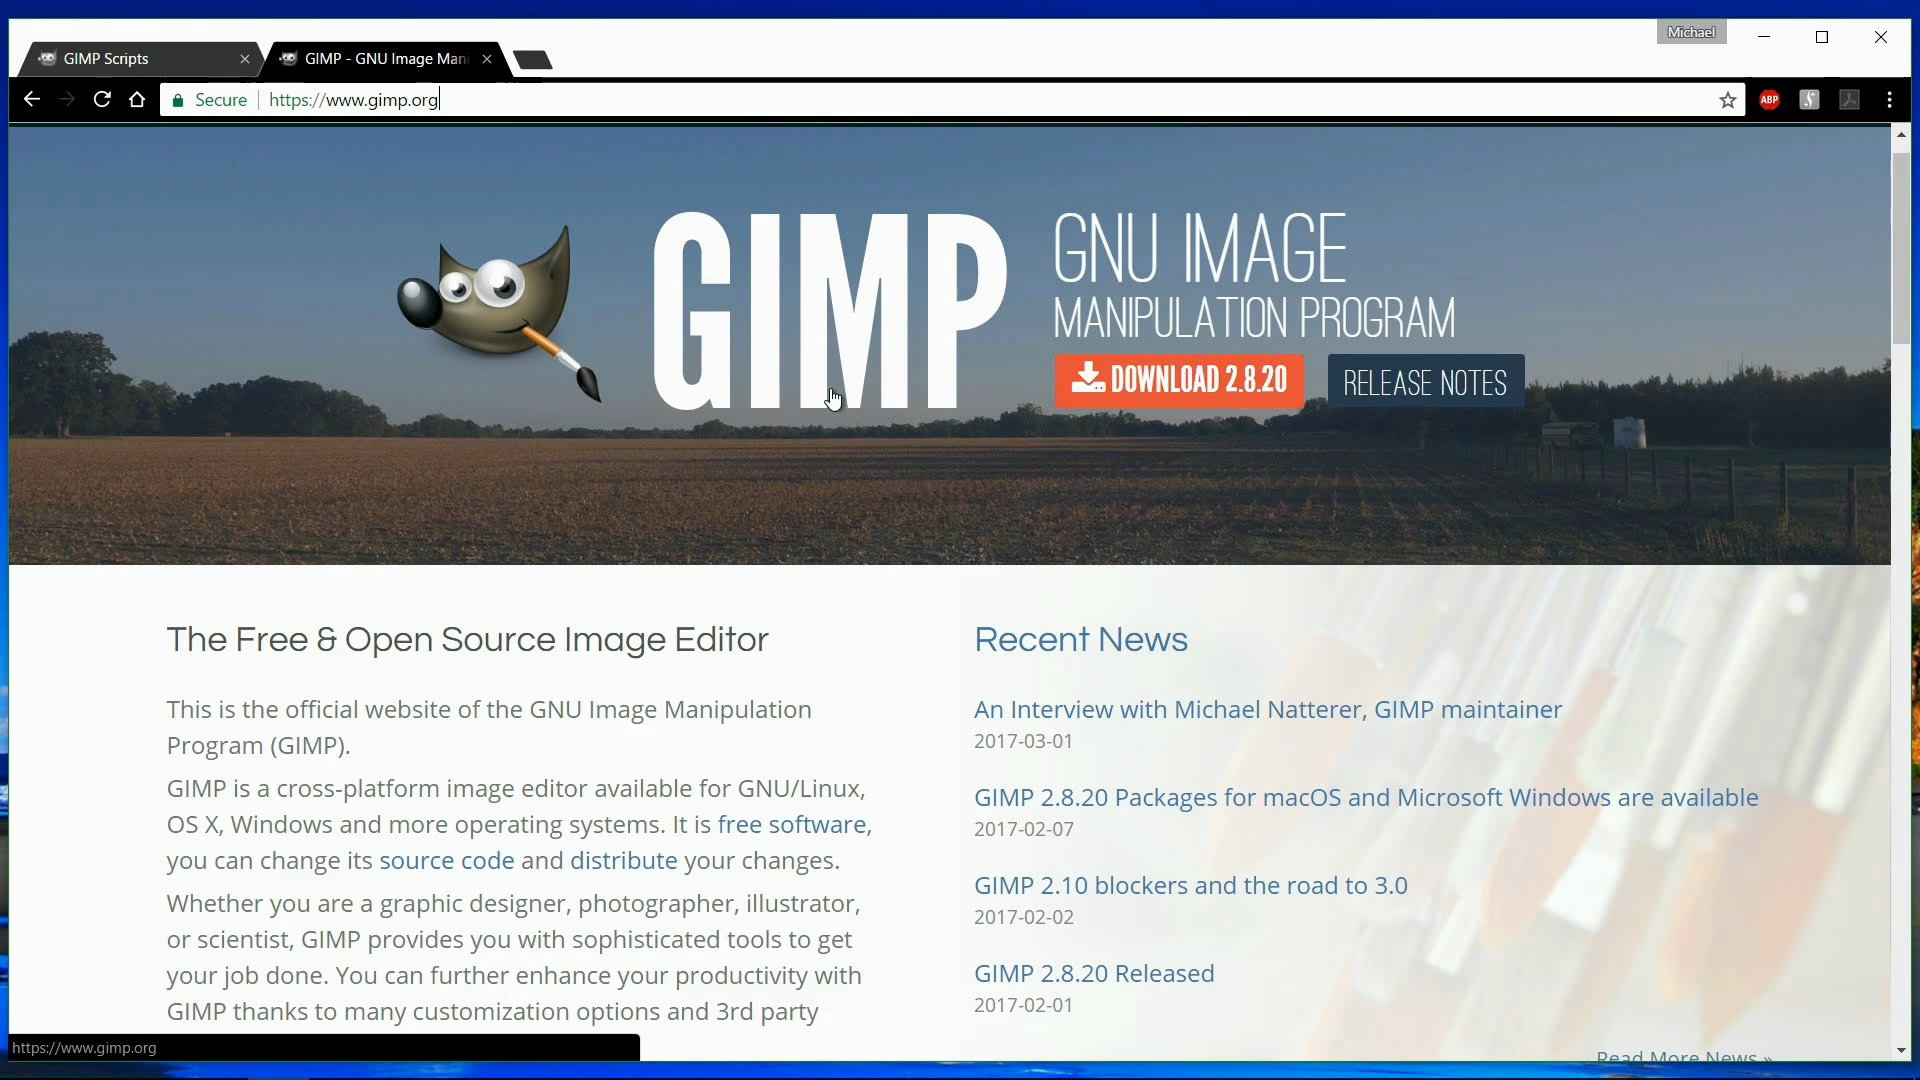 Michael
GIMP Scripts
GIMP - GNU Image Mani
Secure
https://www.gimp.org
ABP
GIMP
GNU IMAGE
MANIPULATION PROGRAM
DOWNLOAD 2.8.20
RELEASE NOTES
The Free & Open Source Image Editor
This is the official website of the GNU Image Manipulation
Program (GIMP).
GIMP is a cross-platform image editor available for GNU/Linux,
OS X, Windows and more operating systems. It is free software,
you can change its source code and distribute your changes.
Whether you are a graphic designer, photographer, illustrator,
or scientist, GIMP provides you with sophisticated tools to get
your job done. You can further enhance your productivity with
GIMP thanks to many customization options and 3rd party
Recent News
An Interview with Michael Natterer, GIMP maintainer
2017-03-01
GIMP 2.8.20 Packages for macOS and Microsoft Windows are available
2017-02-07
GIMP 2.10 blockers and the road to 3.0
2017-02-02
GIMP 2.8.20 Released
2017-02-01
Read More News »
https://www.gimp.org